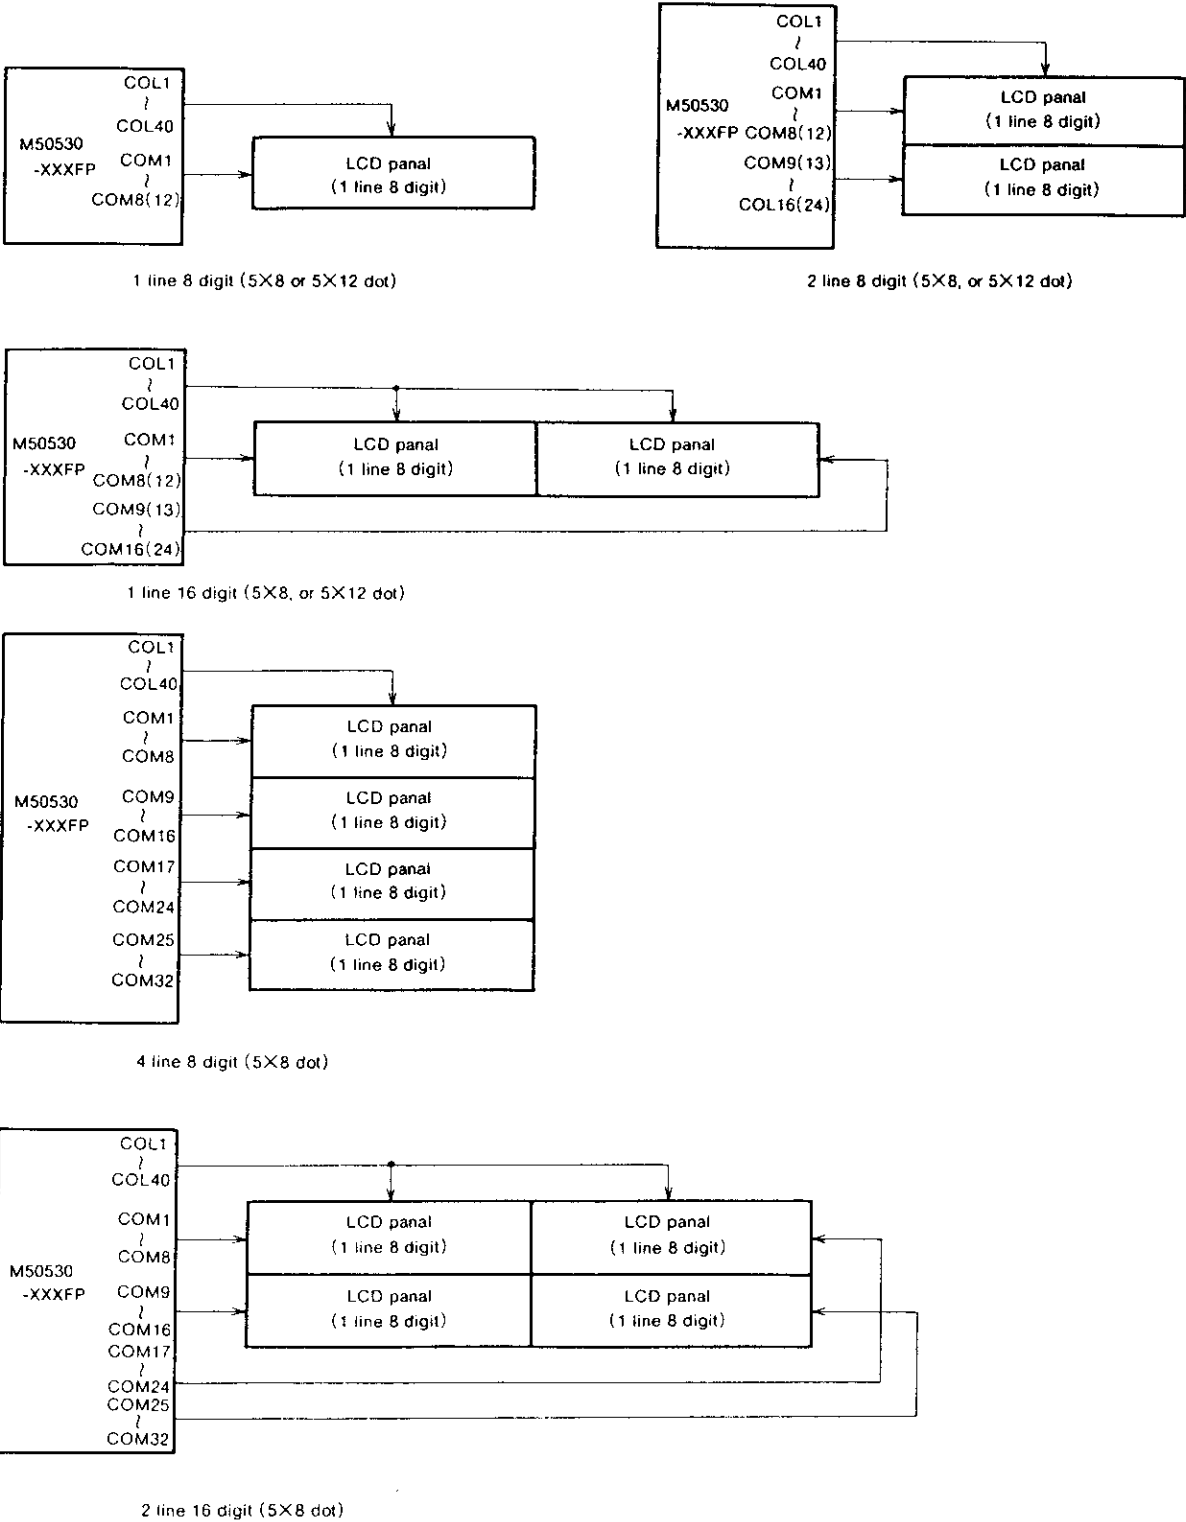 COL1
~
COL40
M50530
-XXXFP
COM1
~
COM8(12)
LCD panal
(1 line 8 digit)
1 line 8 digit (5×8 or 5×12 dot)
COL1
~
COL40
M50530
-XXXFP
COM1
~
COM8(12)
COM9(13)
~
COL16(24)
LCD panal
(1 line 8 digit)
LCD panal
(1 line 8 digit)
2 line 8 digit (5×8, or 5×12 dot)
COL1
~
COL40
M50530
-XXXFP
COM1
~
COM8(12)
COM9(13)
~
COM16(24)
LCD panal
(1 line 8 digit)
LCD panal
(1 line 8 digit)
1 line 16 digit (5×8, or 5×12 dot)
COL1
~
COL40
COM1
~
COM8
M50530
-XXXFP
COM9
~
COM16
COM17
~
COM24
COM25
~
COM32
LCD panal
(1 line 8 digit)
LCD panal
(1 line 8 digit)
LCD panal
(1 line 8 digit)
LCD panal
(1 line 8 digit)
4 line 8 digit (5×8 dot)
COL1
~
COL40
COM1
~
COM8
M50530
-XXXFP
COM9
~
COM16
COM17
~
COM24
COM25
~
COM32
LCD panal
(1 line 8 digit)
LCD panal
(1 line 8 digit)
LCD panal
(1 line 8 digit)
LCD panal
(1 line 8 digit)
2 line 16 digit (5×8 dot)